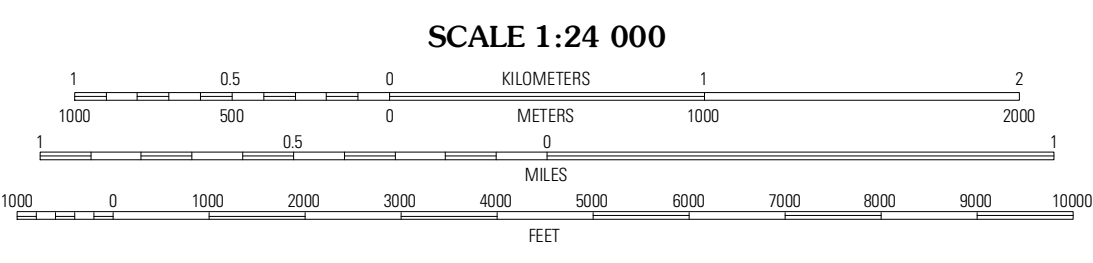 SCALE 1:24 000
1 0.5 0 KILOMETERS 1 2
1000 500 0 METERS 1000 2000
1 0.5 0 1
MILES
1000 0 1000 2000 3000 4000 5000 6000 7000 8000 9000 10000
FEET